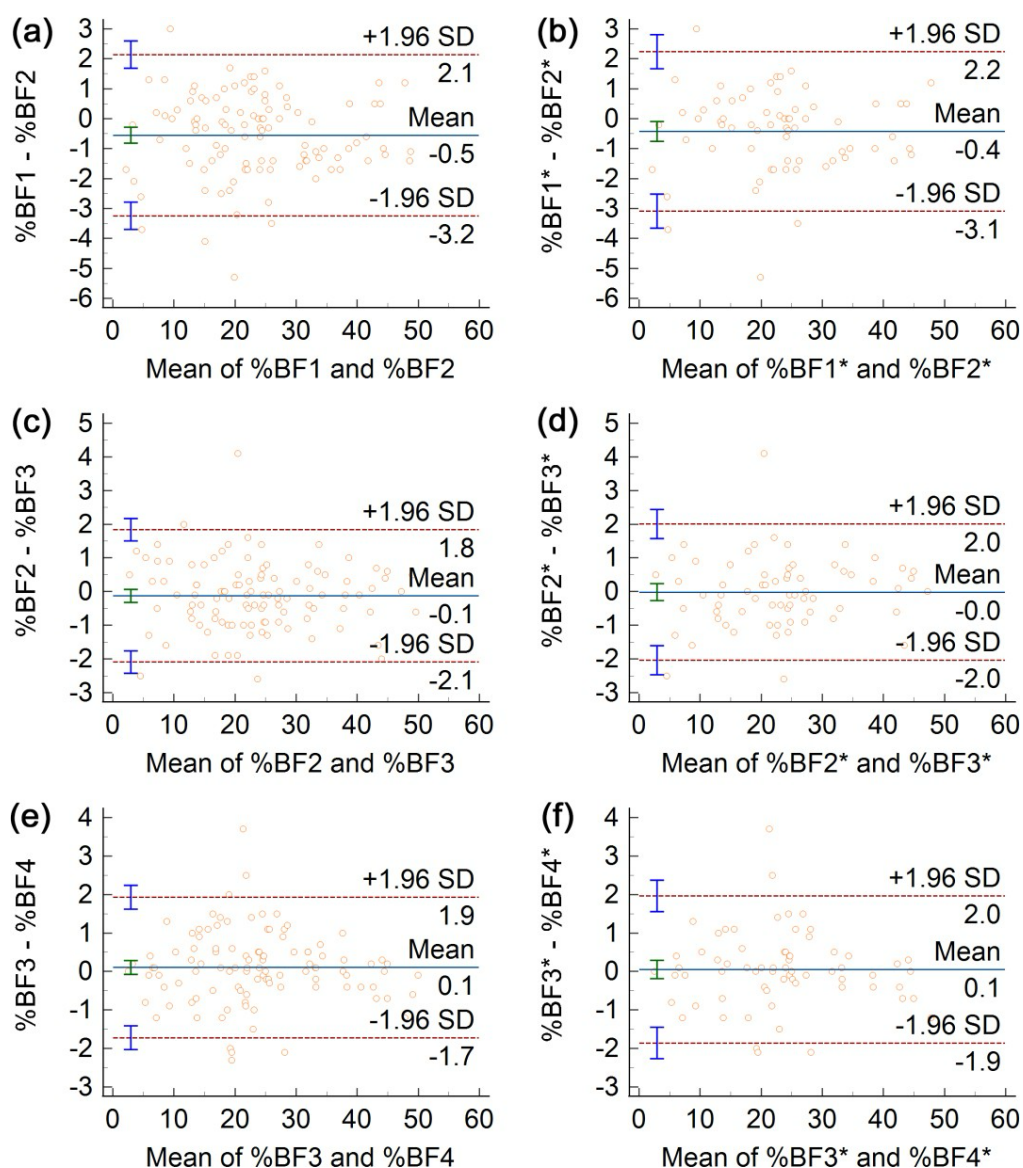 (a)
%BF1 - %BF2
3
2
1
0
-1
-2
-3
-4
-5
-6
+1.96 SD
2.1
Mean
-0.5
-1.96 SD
-3.2
0 10 20 30 40 50 60
Mean of %BF1 and %BF2
(b)
%BF1* - %BF2*
3
2
1
0
-1
-2
-3
-4
-5
-6
+1.96 SD
2.2
Mean
-0.4
-1.96 SD
-3.1
0 10 20 30 40 50 60
Mean of %BF1* and %BF2*
(c)
%BF2 - %BF3
5
4
3
2
1
0
-1
-2
-3
+1.96 SD
1.8
Mean
-0.1
-1.96 SD
-2.1
0 10 20 30 40 50 60
Mean of %BF2 and %BF3
(d)
%BF2* - %BF3*
5
4
3
2
1
0
-1
-2
-3
+1.96 SD
2.0
Mean
-0.0
-1.96 SD
-2.0
0 10 20 30 40 50 60
Mean of %BF2* and %BF3*
(e)
%BF3 - %BF4
4
3
2
1
0
-1
-2
-3
+1.96 SD
1.9
Mean
0.1
-1.96 SD
-1.7
0 10 20 30 40 50 60
Mean of %BF3 and %BF4
(f)
%BF3* - %BF4*
4
3
2
1
0
-1
-2
-3
+1.96 SD
2.0
Mean
0.1
-1.96 SD
-1.9
0 10 20 30 40 50 60
Mean of %BF3* and %BF4*